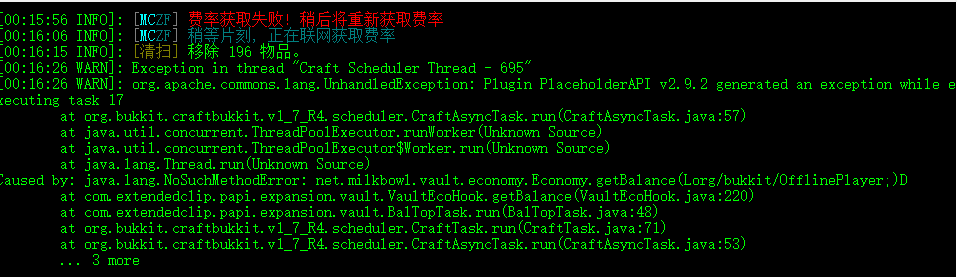 [00:15:56 INFO]: [MCZF] 费率获取失败! 稍后将重新获取费率
[00:16:06 INFO]: [MCZF] 稍等片刻, 正在联网获取费率
[00:16:15 INFO]: [清扫] 移除 196 物品。
[00:16:26 WARN]: Exception in thread "Craft Scheduler Thread - 695"
[00:16:26 WARN]: org.apache.commons.lang.UnhandledException: Plugin PlaceholderAPI v2.9.2 generated an exception while e
xecuting task 17
at org.bukkit.craftbukkit.v1_7_R4.scheduler.CraftAsyncTask.run(CraftAsyncTask.java:57)
at java.util.concurrent.ThreadPoolExecutor.runWorker(Unknown Source)
at java.util.concurrent.ThreadPoolExecutor$Worker.run(Unknown Source)
at java.lang.Thread.run(Unknown Source)
Caused by: java.lang.NoSuchMethodError: net.milkbowl.vault.economy.Economy.getBalance(Lorg/bukkit/OfflinePlayer;)D
at com.extendedclip.papi.expansion.vault.VaultEcoHook.getBalance(VaultEcoHook.java:220)
at com.extendedclip.papi.expansion.vault.BalTopTask.run(BalTopTask.java:48)
at org.bukkit.craftbukkit.v1_7_R4.scheduler.CraftTask.run(CraftTask.java:71)
at org.bukkit.craftbukkit.v1_7_R4.scheduler.CraftAsyncTask.run(CraftAsyncTask.java:53)
... 3 more